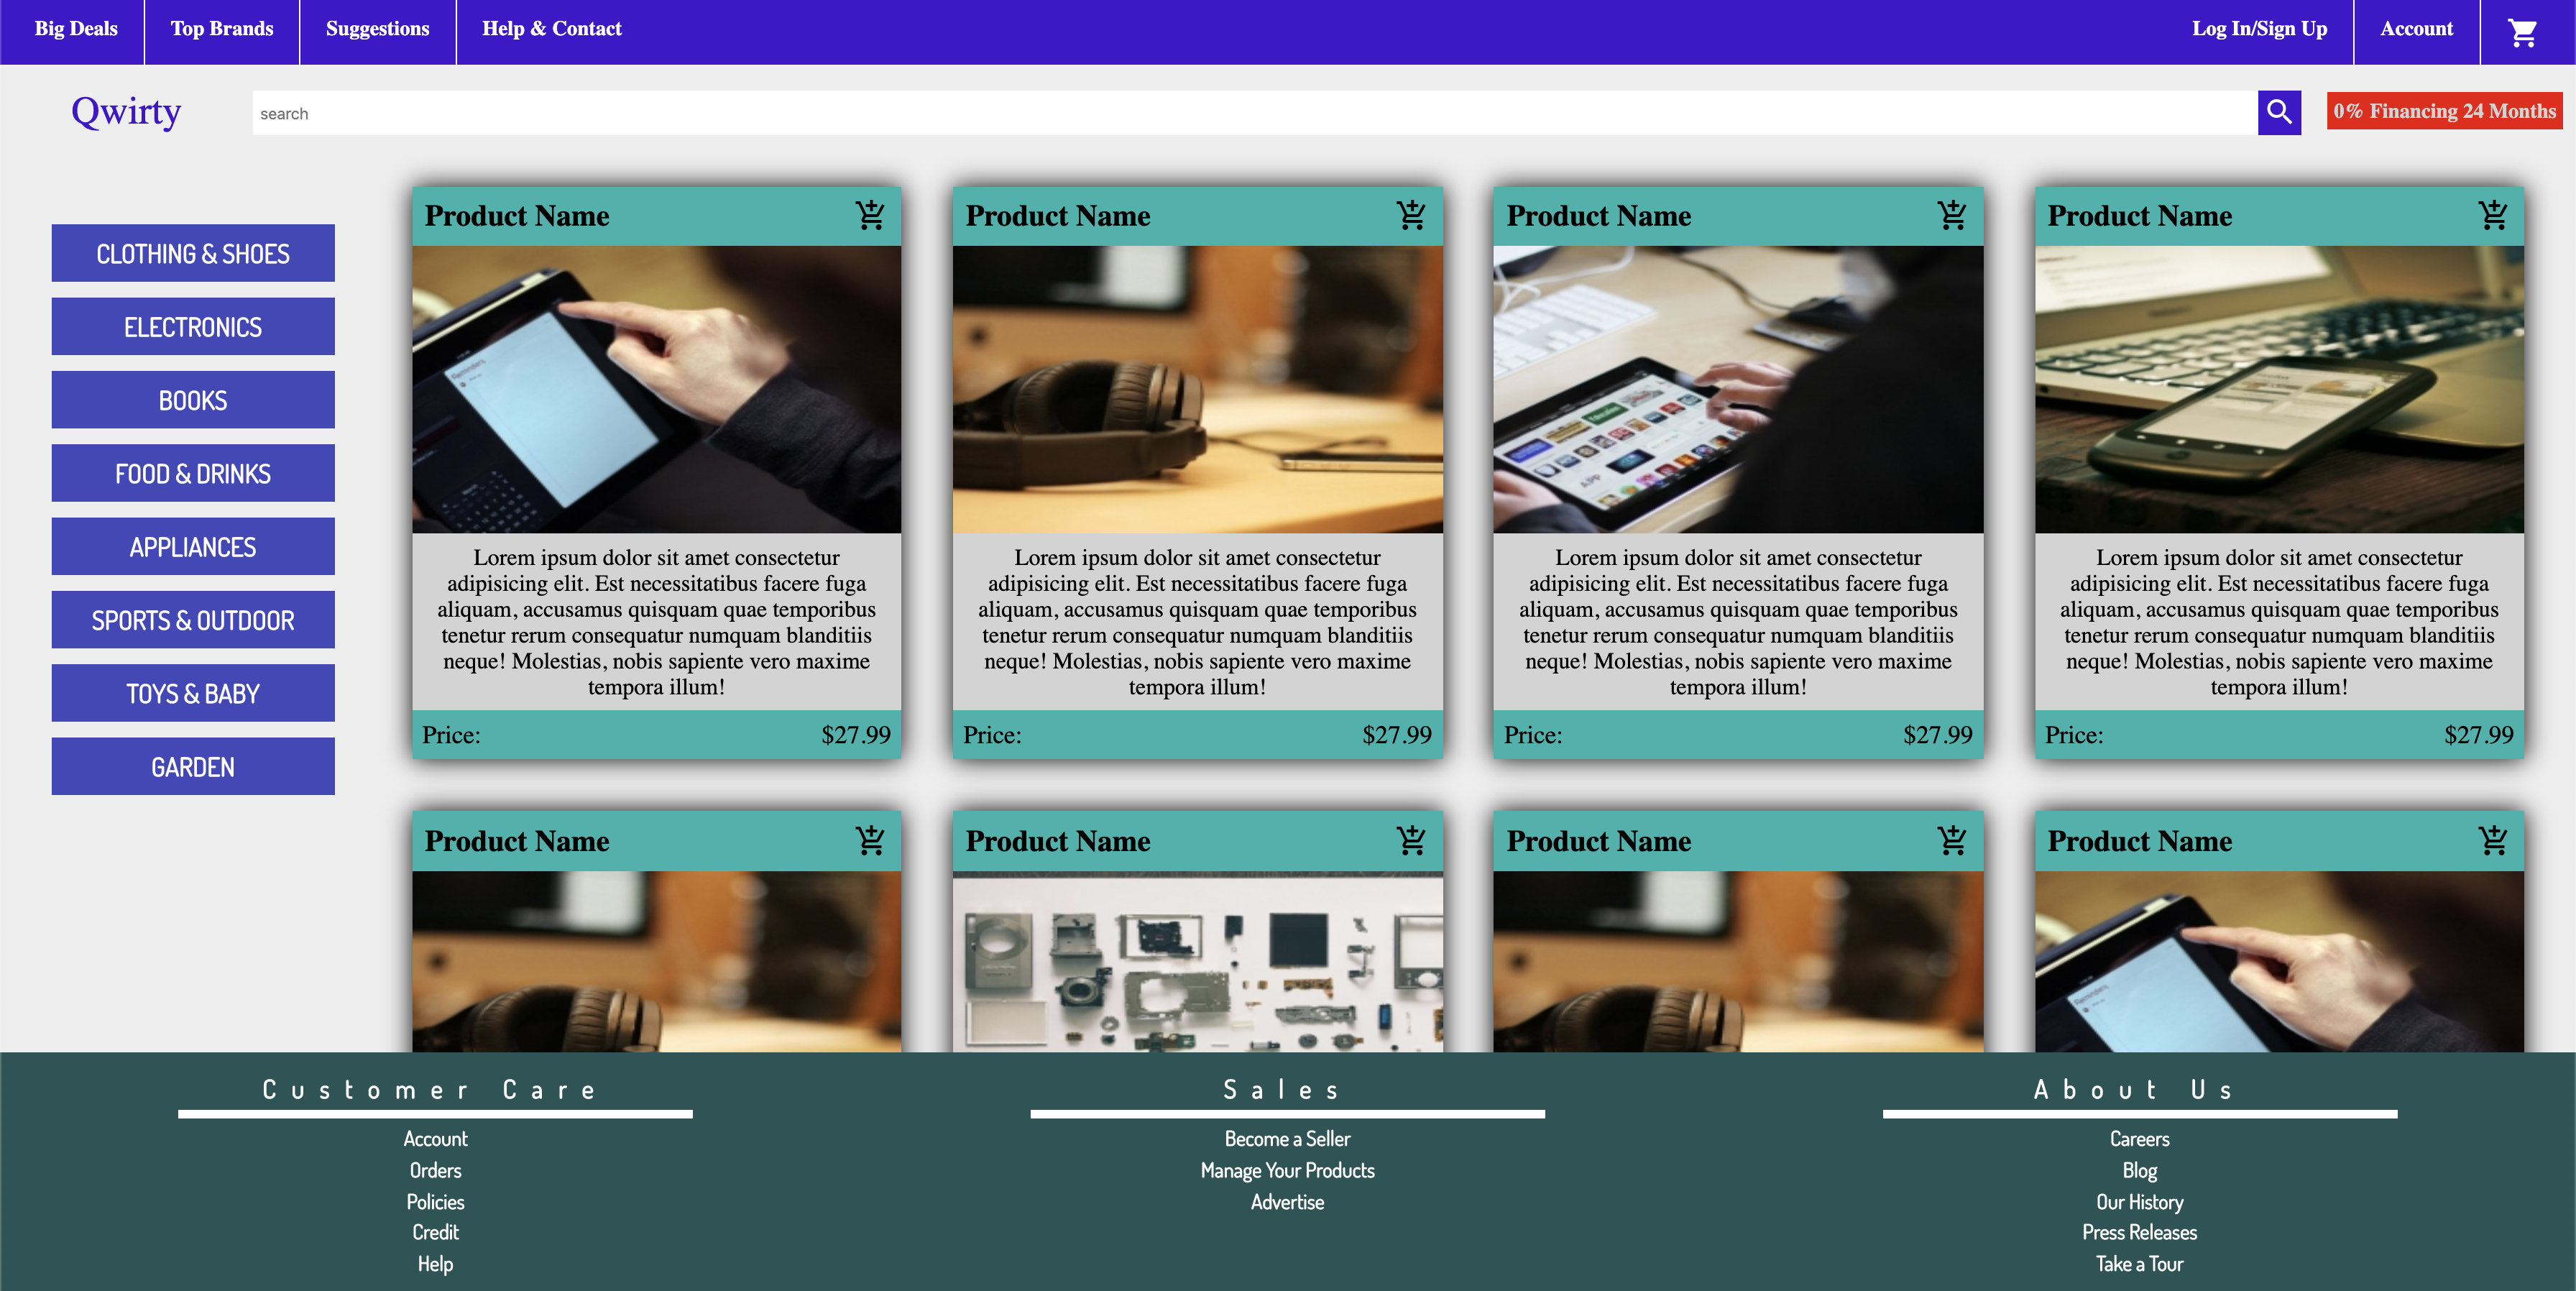 Big Deals
Top Brands
Suggestions
Help & Contact
Log In/Sign Up
Account
Qwirty
search
0% Financing 24 Months
CLOTHING & SHOES
ELECTRONICS
BOOKS
FOOD & DRINKS
APPLIANCES
SPORTS & OUTDOOR
TOYS & BABY
GARDEN
Product Name
Reminders
Lorem ipsum dolor sit amet consectetur
adipisicing elit. Est necessitatibus facere fuga
aliquam, accusamus quisquam quae temporibus
tenetur rerum consequatur numquam blanditiis
neque! Molestias, nobis sapiente vero maxime
tempora illum!
Price: $27.99
Product Name
Lorem ipsum dolor sit amet consectetur
adipisicing elit. Est necessitatibus facere fuga
aliquam, accusamus quisquam quae temporibus
tenetur rerum consequatur numquam blanditiis
neque! Molestias, nobis sapiente vero maxime
tempora illum!
Price: $27.99
Product Name
Education
Lorem ipsum dolor sit amet consectetur
adipisicing elit. Est necessitatibus facere fuga
aliquam, accusamus quisquam quae temporibus
tenetur rerum consequatur numquam blanditiis
neque! Molestias, nobis sapiente vero maxime
tempora illum!
Price: $27.99
Product Name
Lorem ipsum dolor sit amet consectetur
adipisicing elit. Est necessitatibus facere fuga
aliquam, accusamus quisquam quae temporibus
tenetur rerum consequatur numquam blanditiis
neque! Molestias, nobis sapiente vero maxime
tempora illum!
Price: $27.99
Product Name
Product Name
Product Name
Product Name
Reminders
Customer Care
Account
Orders
Policies
Credit
Help
Sales
Become a Seller
Manage Your Products
Advertise
About Us
Careers
Blog
Our History
Press Releases
Take a Tour